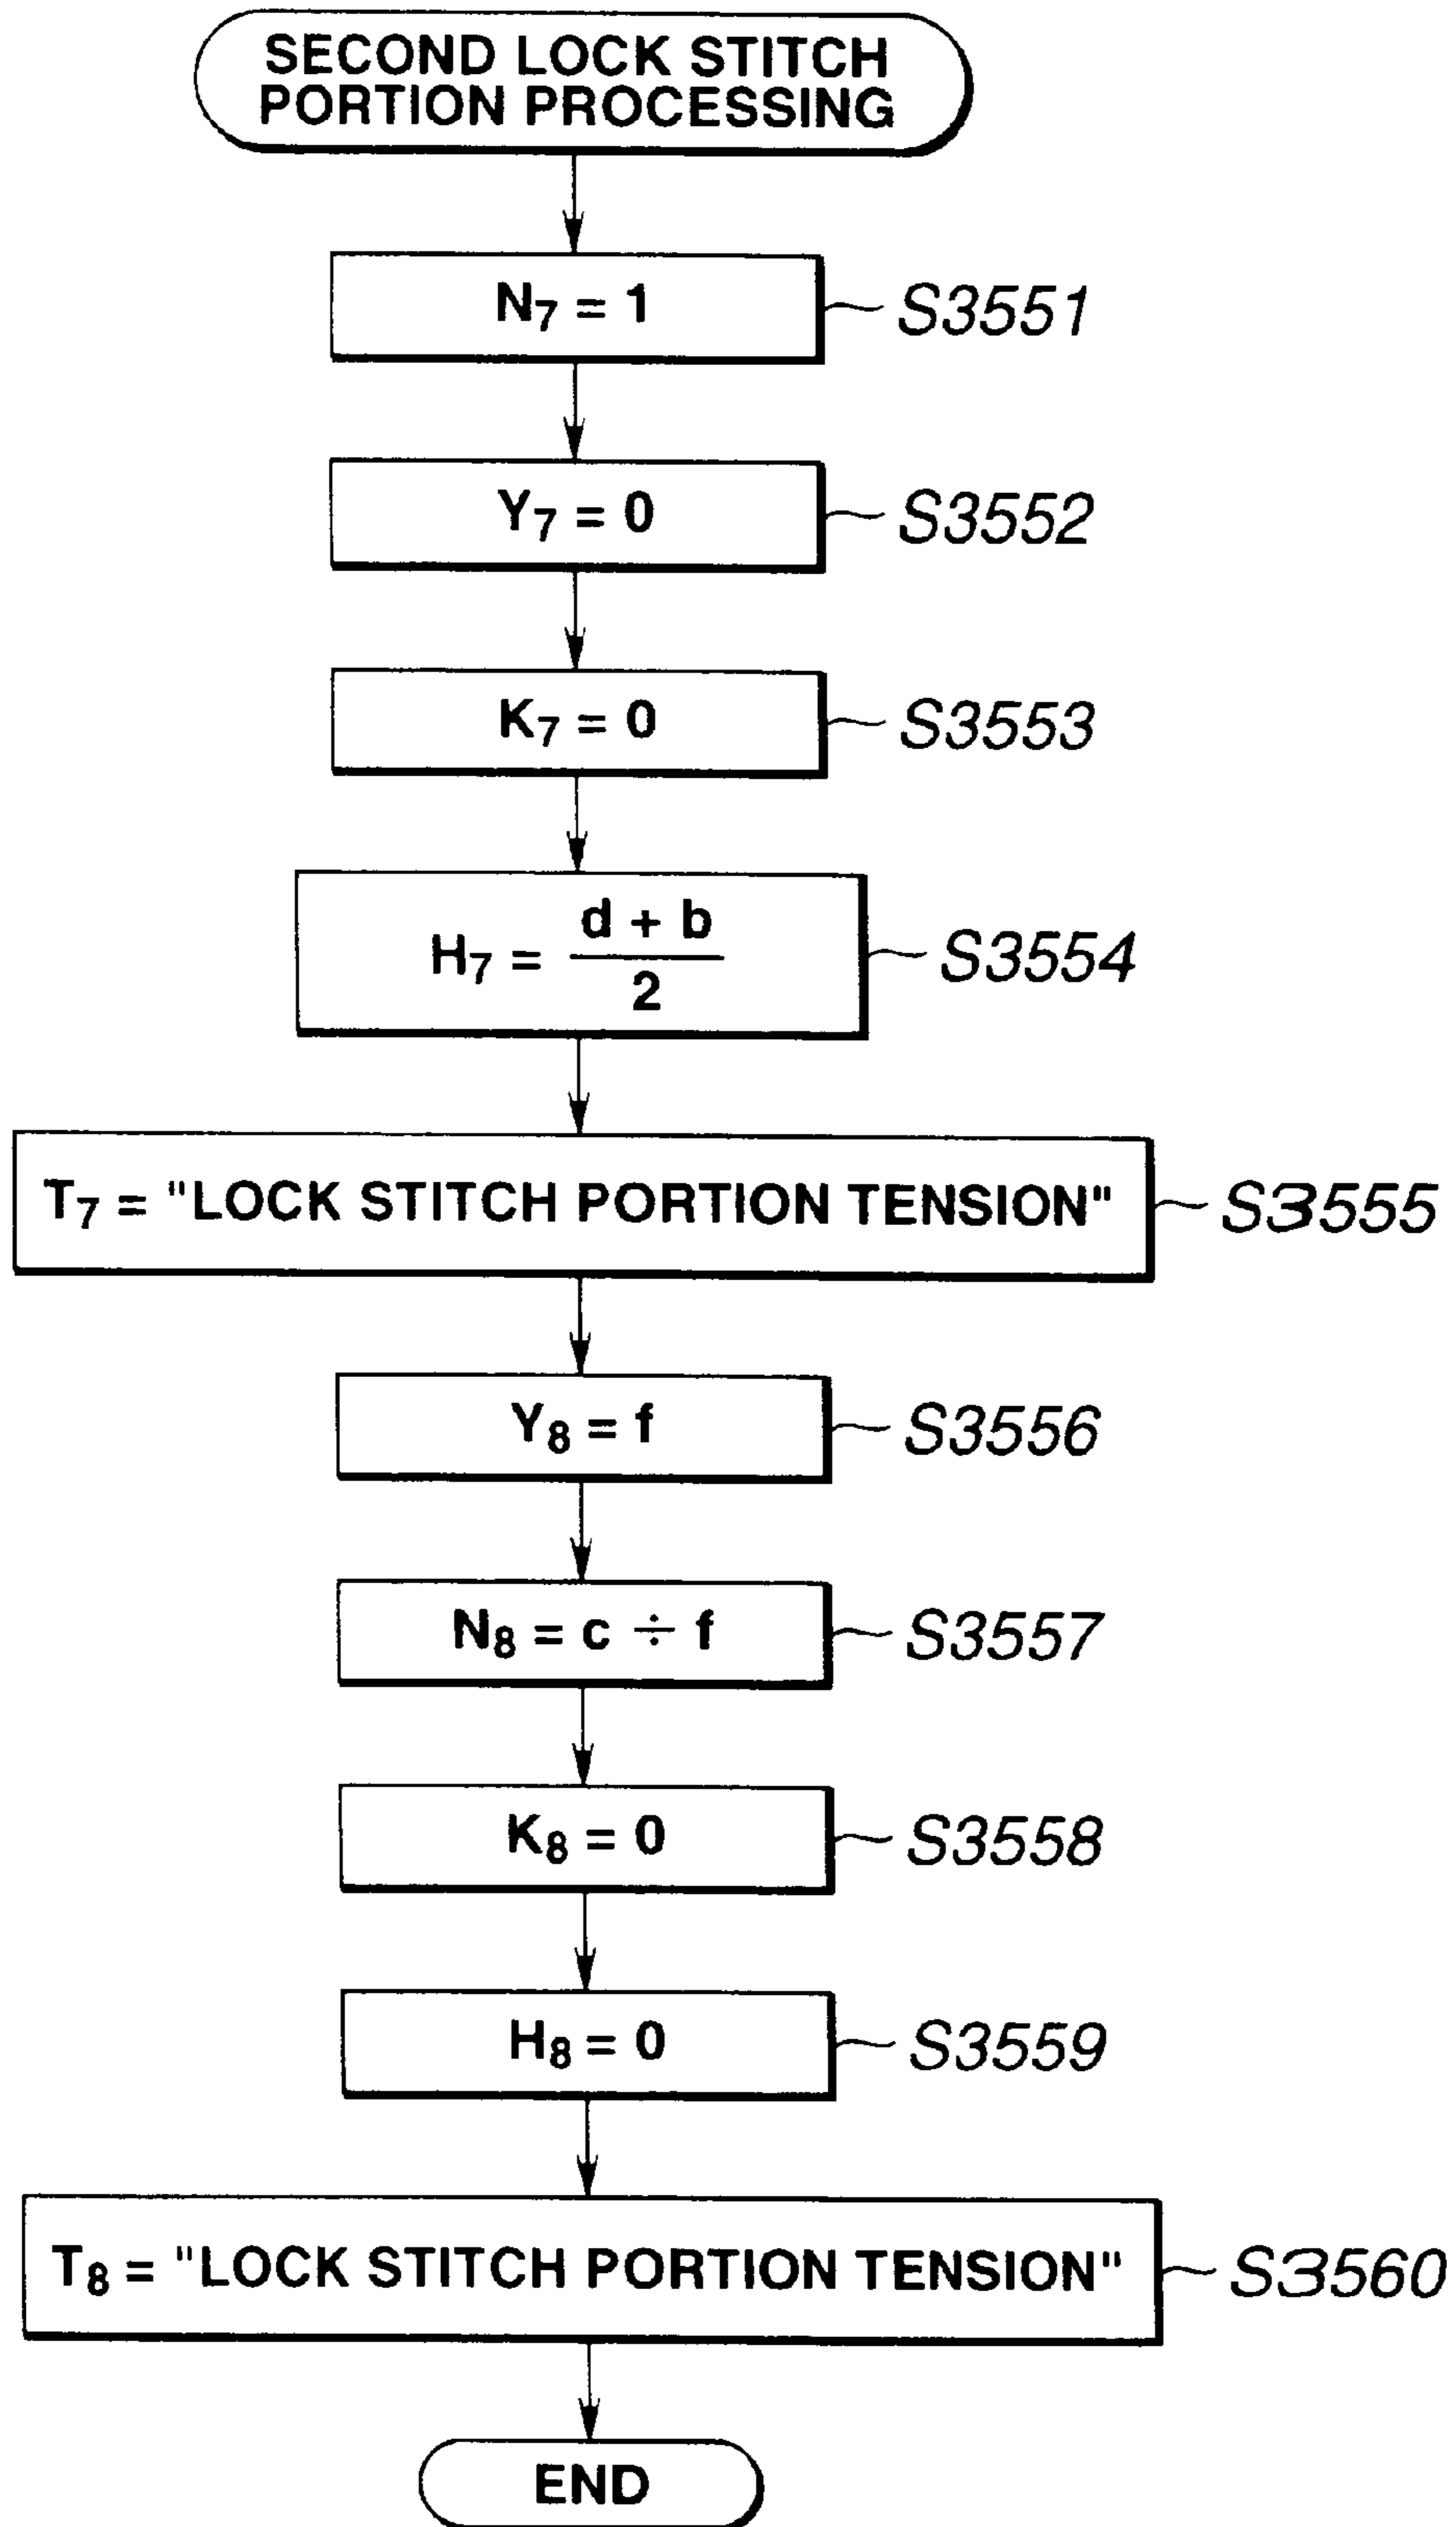 SECOND LOCK STITCH
PORTION PROCESSING
N₇ = 1 S3551
Y₇ = 0 S3552
K₇ = 0 S3553
H₇ = (d + b)/2 S3554
T₇ = "LOCK STITCH PORTION TENSION" S3555
Y₈ = f S3556
N₈ = c ÷ f S3557
K₈ = 0 S3558
H₈ = 0 S3559
T₈ = "LOCK STITCH PORTION TENSION" S3560
END